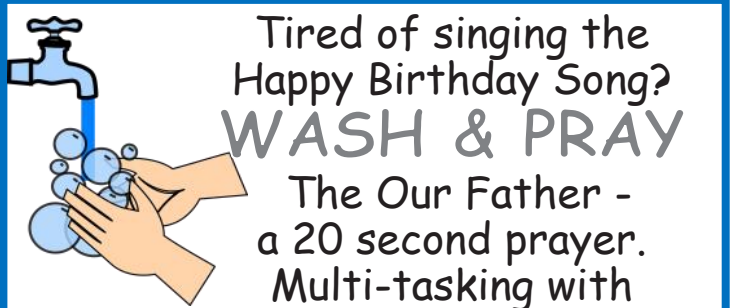 Tired of singing the
Happy Birthday Song?
WASH & PRAY
The Our Father -
a 20 second prayer.
Multi-tasking with